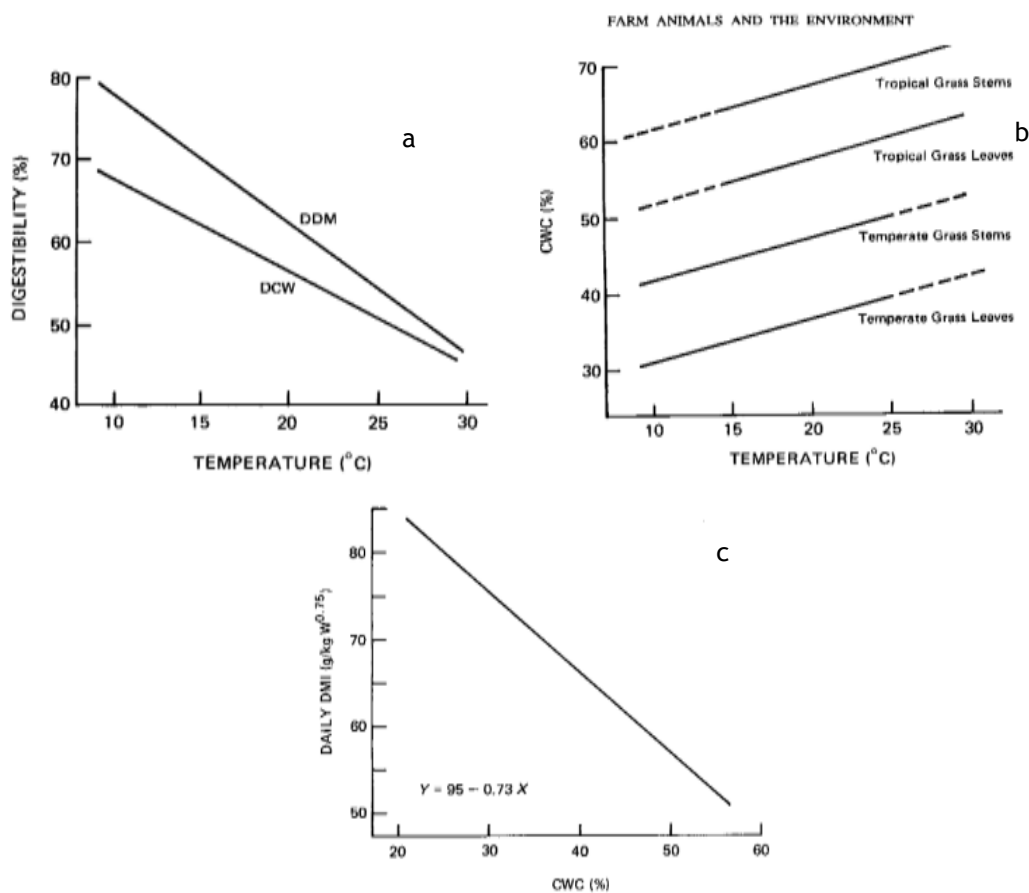 FARM ANIMALS AND THE ENVIRONMENT
80
70
60
50
40
DIGESTIBILITY (%)
a
DDM
DCW
10 15 20 25 30
TEMPERATURE (°C)
70
60
50
40
30
CWC (%)
b
Tropical Grass Stems
Tropical Grass Leaves
Temperate Grass Stems
Temperate Grass Leaves
10 15 20 25 30
TEMPERATURE (°C)
c
80
70
60
50
DAILY DMI (g/kg W0.75)
Y = 95 – 0.73 X
20 30 40 50 60
CWC (%)